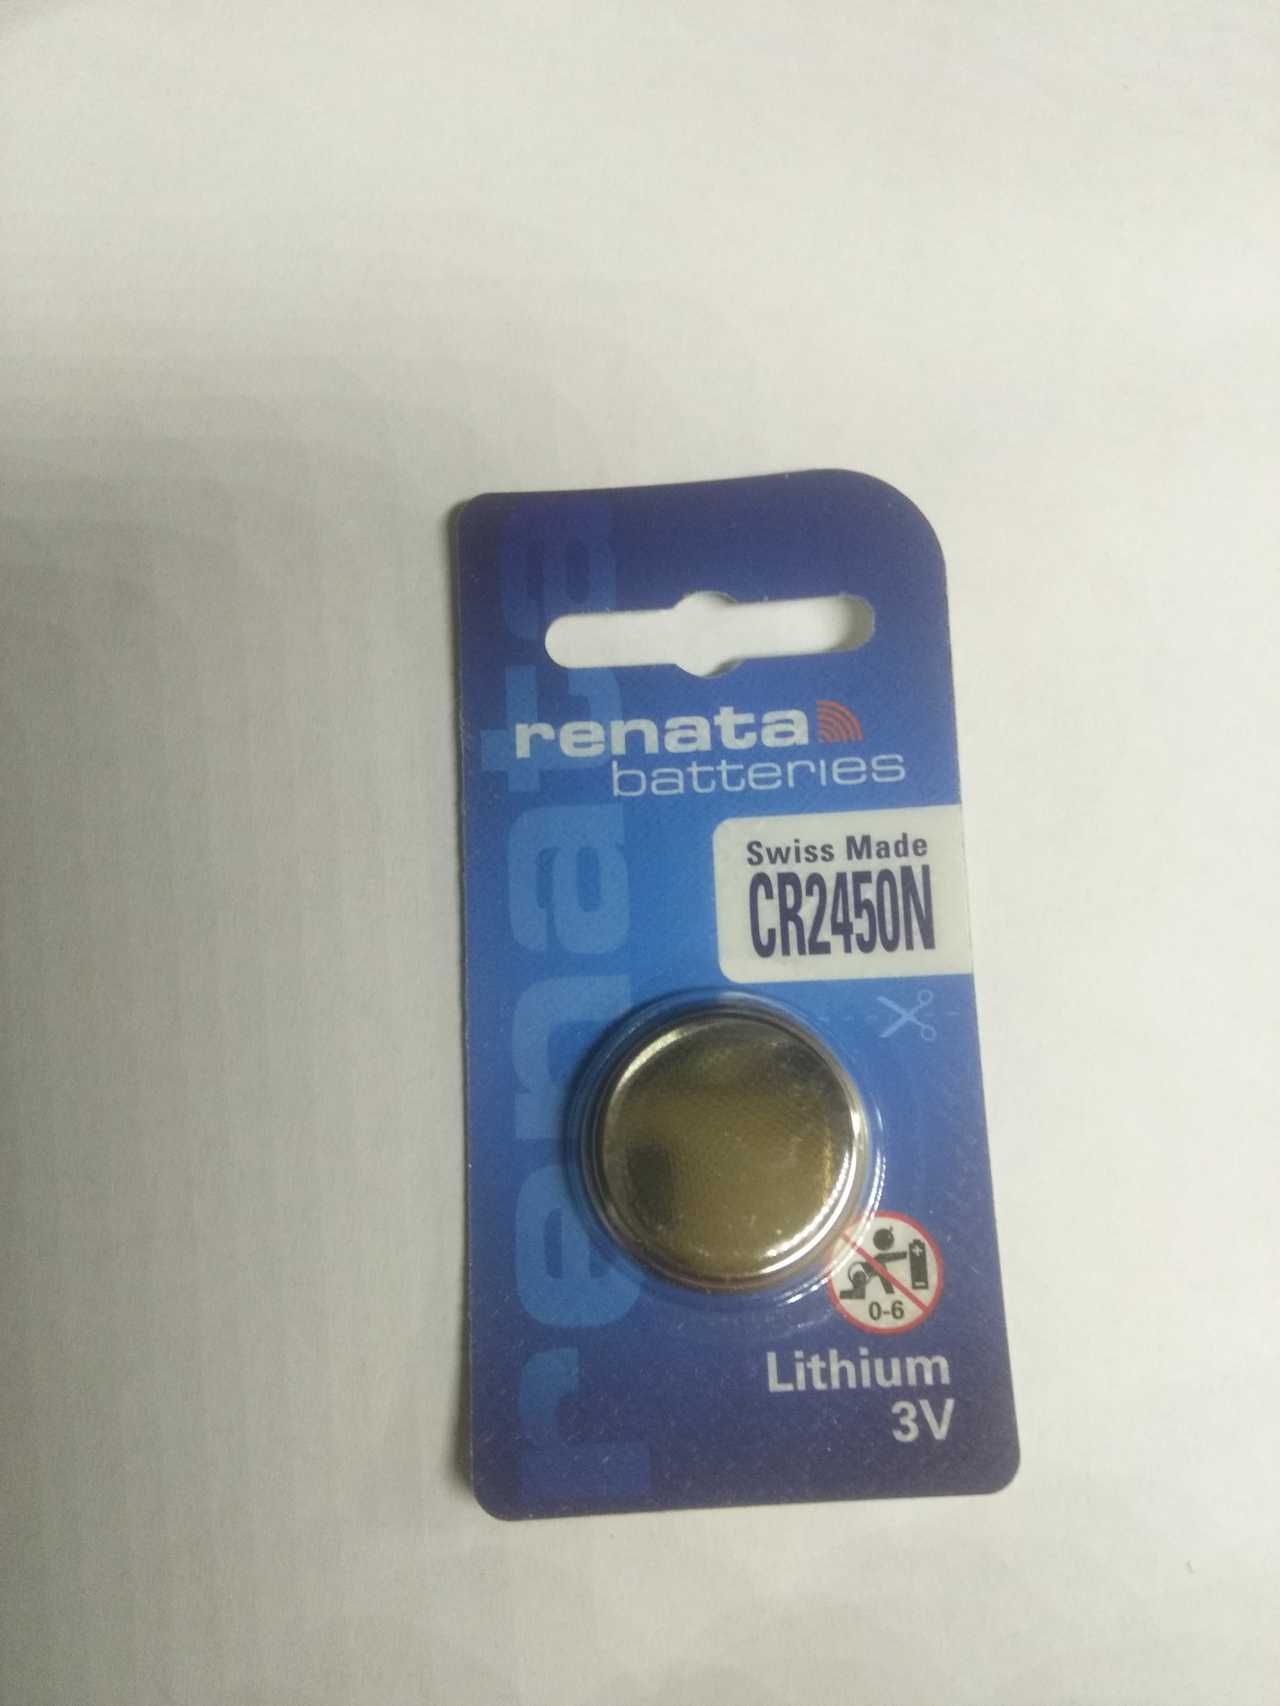 renata
renata
batteries
Swiss Made
CR2450N
0-6
Lithium
3V